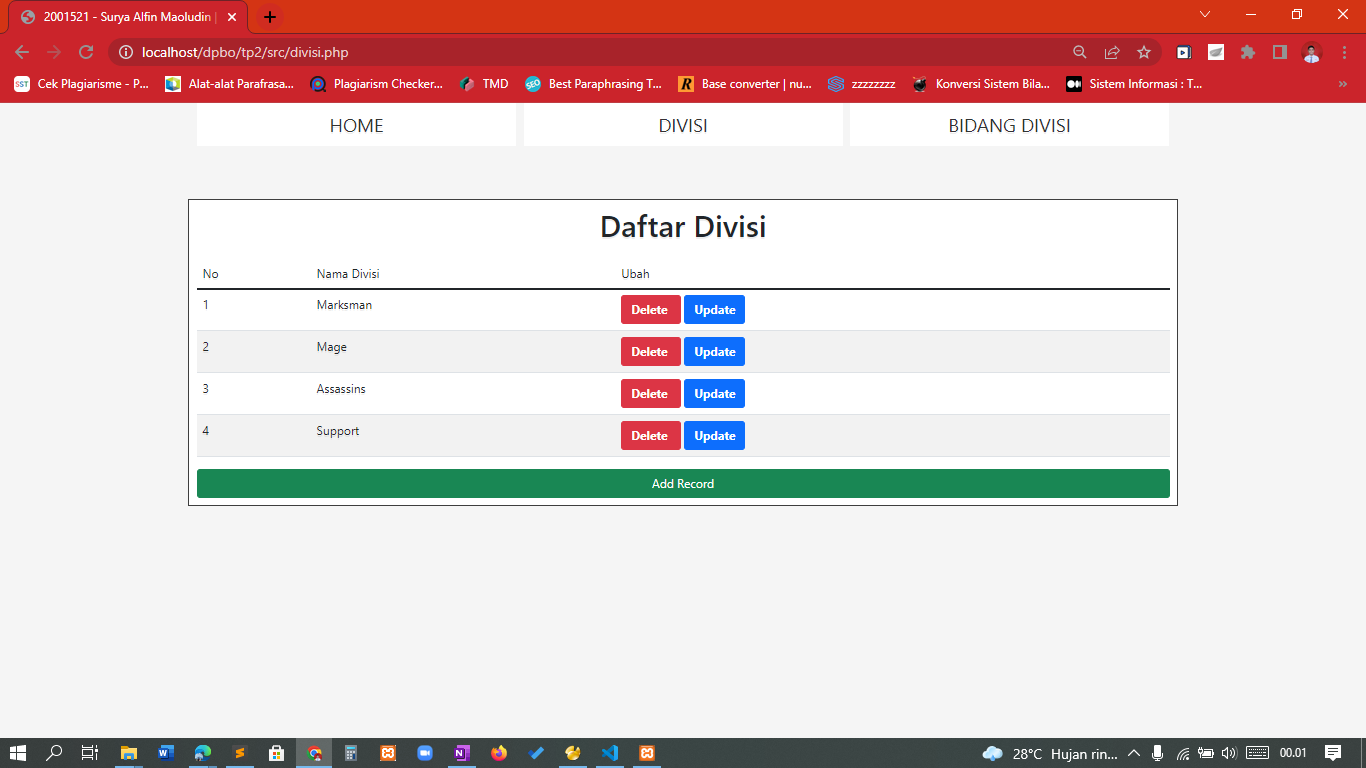 2001521 - Surya Alfin Maoludin |
localhost/dpbo/tp2/src/divisi.php
SST Cek Plagiarisme - P... Alat-alat Parafrasa... Plagiarism Checker... TMD SEO Best Paraphrasing T... R Base converter | nu... zzzzzzzz Konversi Sistem Bila... Sistem Informasi : T... »
HOME DIVISI BIDANG DIVISI
Daftar Divisi
No Nama Divisi Ubah
1 Marksman Delete Update
2 Mage Delete Update
3 Assassins Delete Update
4 Support Delete Update
Add Record
28°C Hujan rin... 00.01